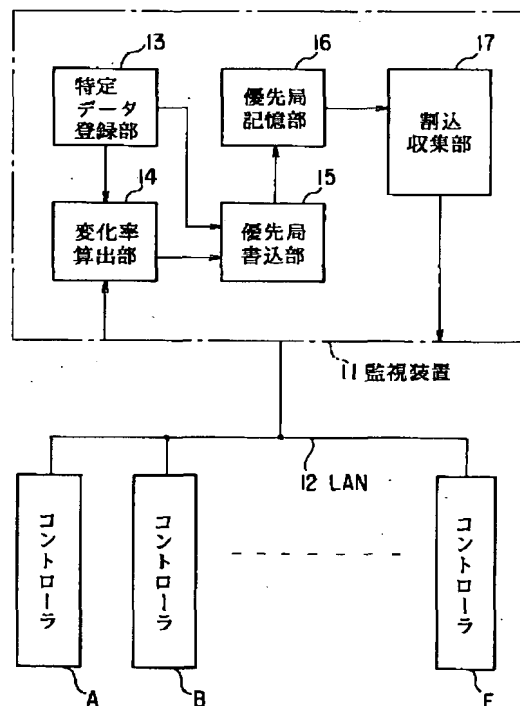 13
特定
データ
登録部
16
優先局
記憶部
17
割込
収集部
14
変化率
算出部
15
優先局
書込部
11 監視装置
12 LAN
コントローラ
コントローラ
コントローラ
A
B
F